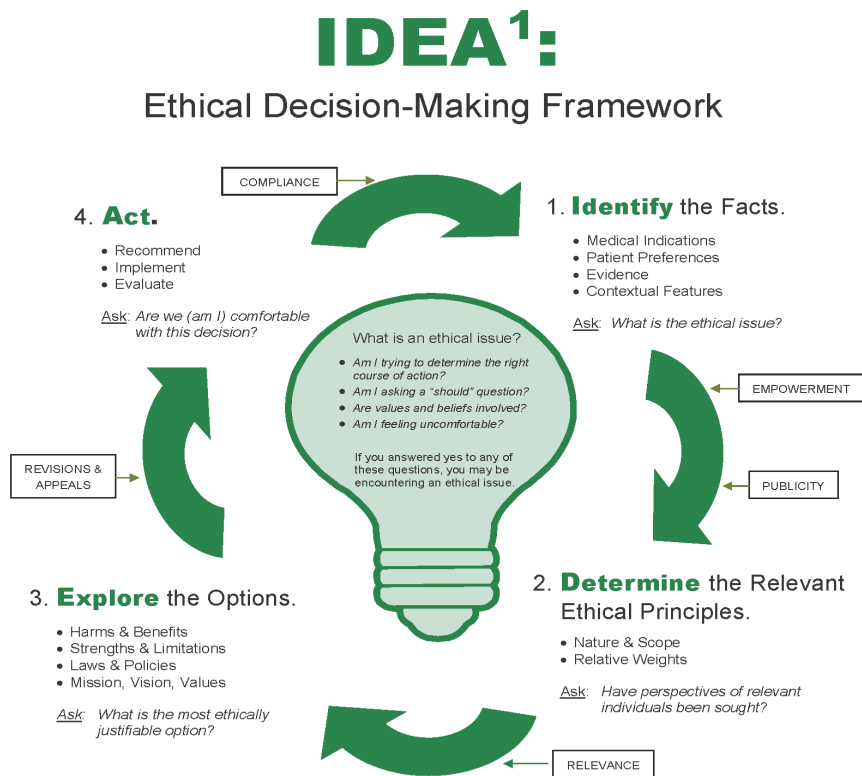 IDEA¹:
Ethical Decision-Making Framework
COMPLIANCE
1. Identify the Facts.
• Medical Indications
• Patient Preferences
• Evidence
• Contextual Features
Ask: What is the ethical issue?
EMPOWERMENT
PUBLICITY
2. Determine the Relevant
Ethical Principles.
• Nature & Scope
• Relative Weights
Ask: Have perspectives of relevant
individuals been sought?
RELEVANCE
3. Explore the Options.
• Harms & Benefits
• Strengths & Limitations
• Laws & Policies
• Mission, Vision, Values
Ask: What is the most ethically
justifiable option?
REVISIONS &
APPEALS
4. Act.
• Recommend
• Implement
• Evaluate
Ask: Are we (am I) comfortable
with this decision?
What is an ethical issue?
• Am I trying to determine the right
course of action?
• Am I asking a “should” question?
• Are values and beliefs involved?
• Am I feeling uncomfortable?
If you answered yes to any of
these questions, you may be
encountering an ethical issue.